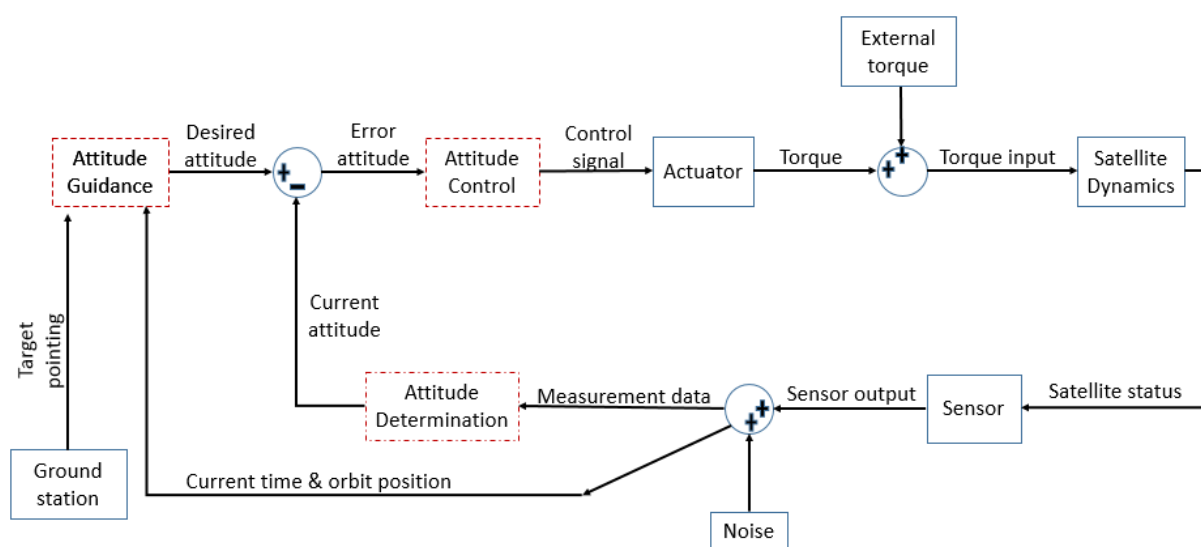 External
torque
Desired
attitude
Error
attitude
Control
signal
Attitude
Guidance
Attitude
Control
Actuator
Torque
Torque input
Satellite
Dynamics
Current
attitude
Target
pointing
Attitude
Determination
Measurement data
Sensor output
Sensor
Satellite status
Ground
station
Current time & orbit position
Noise